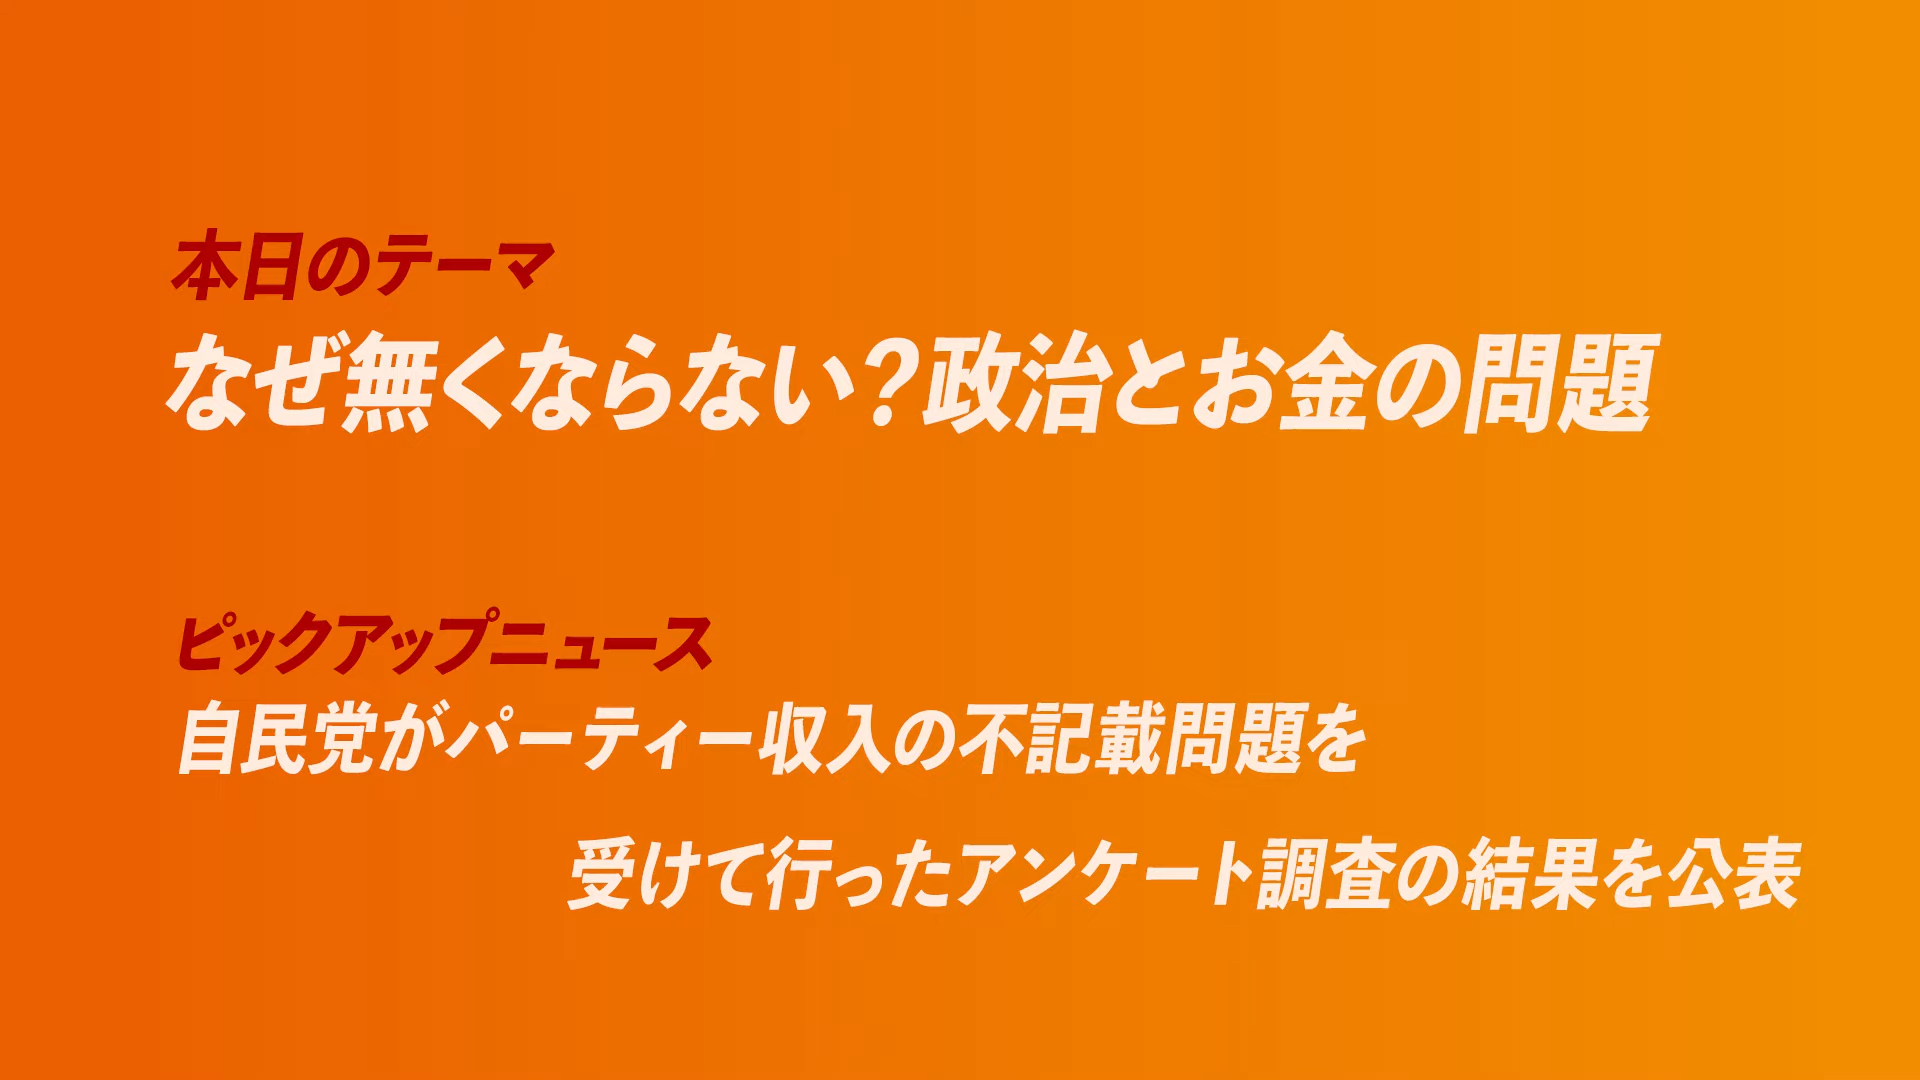 本日のテーマ
なぜ無くならない？政治とお金の問題
ピックアップニュース
自民党がパーティー収入の不記載問題を
受けて行ったアンケート調査の結果を公表